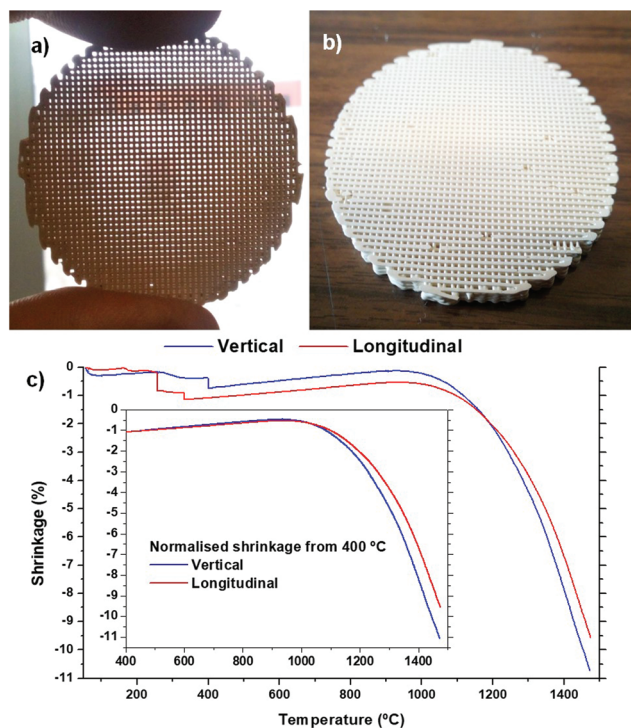 a)
b)
Vertical Longitudinal
c)
0
-1
-2
-3
-4
-5
-6
-7
-8
-9
-10
-11
Shrinkage (%)
0
-1
-2
-3
-4
-5
-6
-7
-8
-9
-10
-11
Normalised shrinkage from 400 ºC
Vertical
Longitudinal
400 600 800 1000 1200 1400
200 400 600 800 1000 1200 1400
Temperature (ºC)